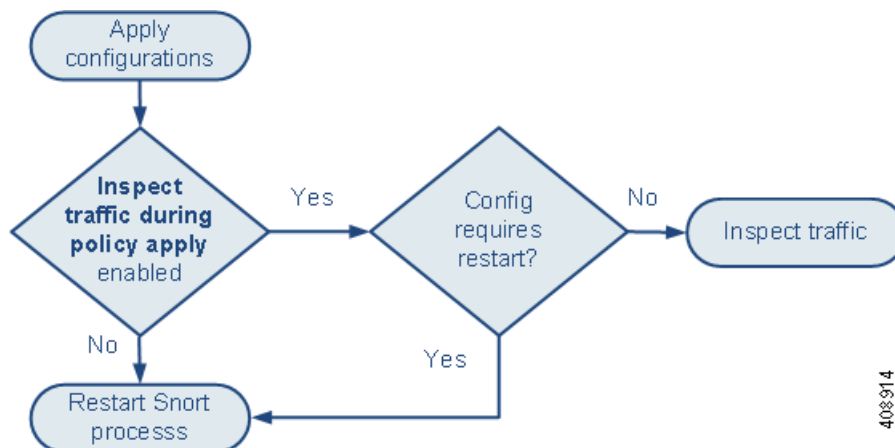 Apply
configurations
Inspect
traffic during
policy apply
enabled
Yes
Config
requires
restart?
No
Inspect traffic
No
Yes
Restart Snort
processs
408914